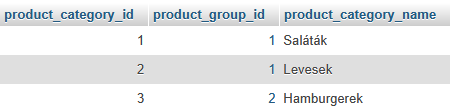 product_category_id product_group_id product_category_name
1 1 Saláták
2 1 Levesek
3 2 Hamburgerek